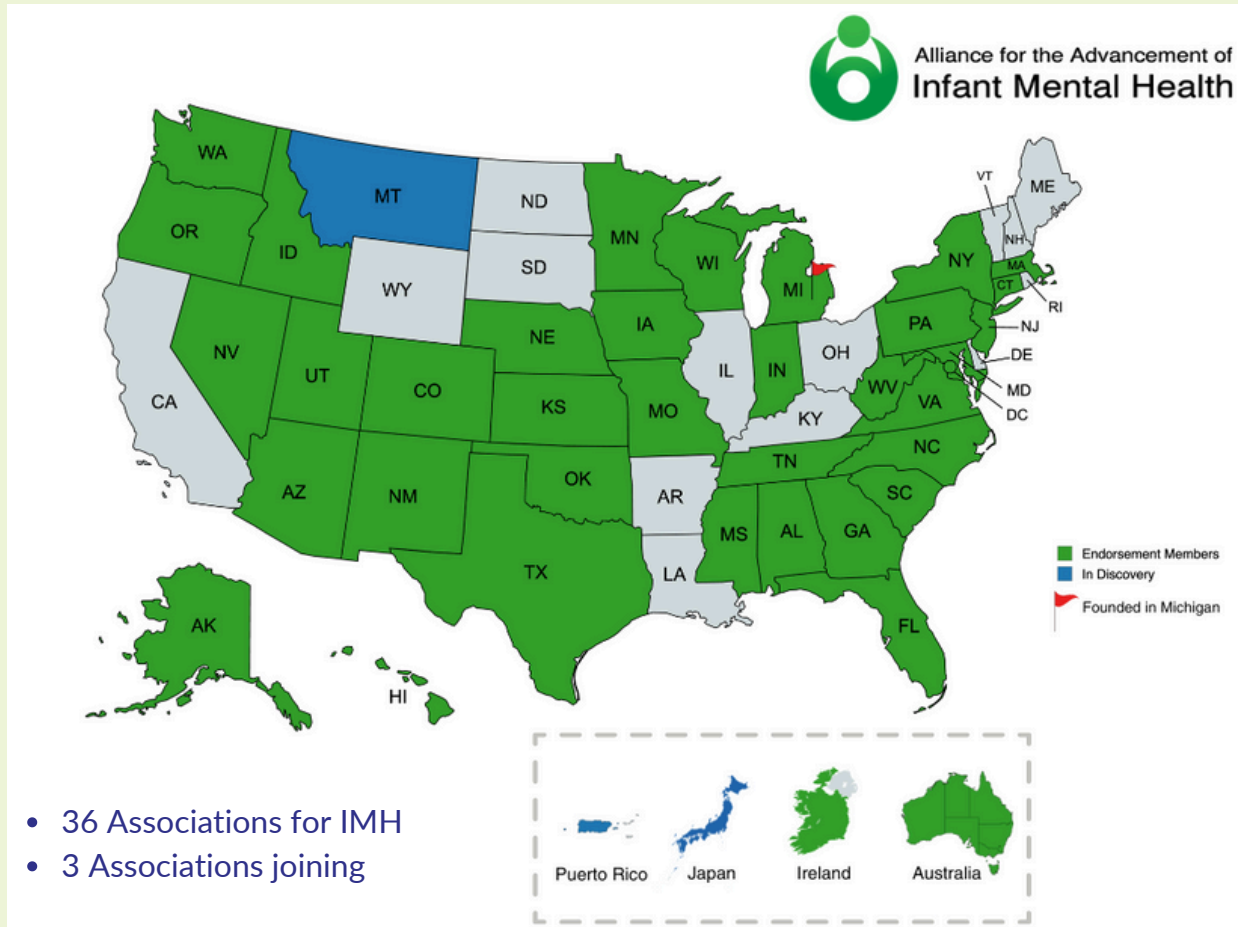 Alliance for the Advancement of
Infant Mental Health
WA
MT
ND
VT
ME
OR
ID
MN
SD
WI
NH
NY
MA
WY
MI
CT
RI
IA
PA
NJ
NE
NV
OH
DE
UT
IL
IN
CO
WV
MD
CA
KS
MO
VA
DC
KY
NC
TN
OK
AZ
NM
AR
SC
MS
AL
GA
Endorsement Members
TX
LA
In Discovery
Founded in Michigan
AK
FL
HI
• 36 Associations for IMH
• 3 Associations joining
Puerto Rico
Japan
Ireland
Australia